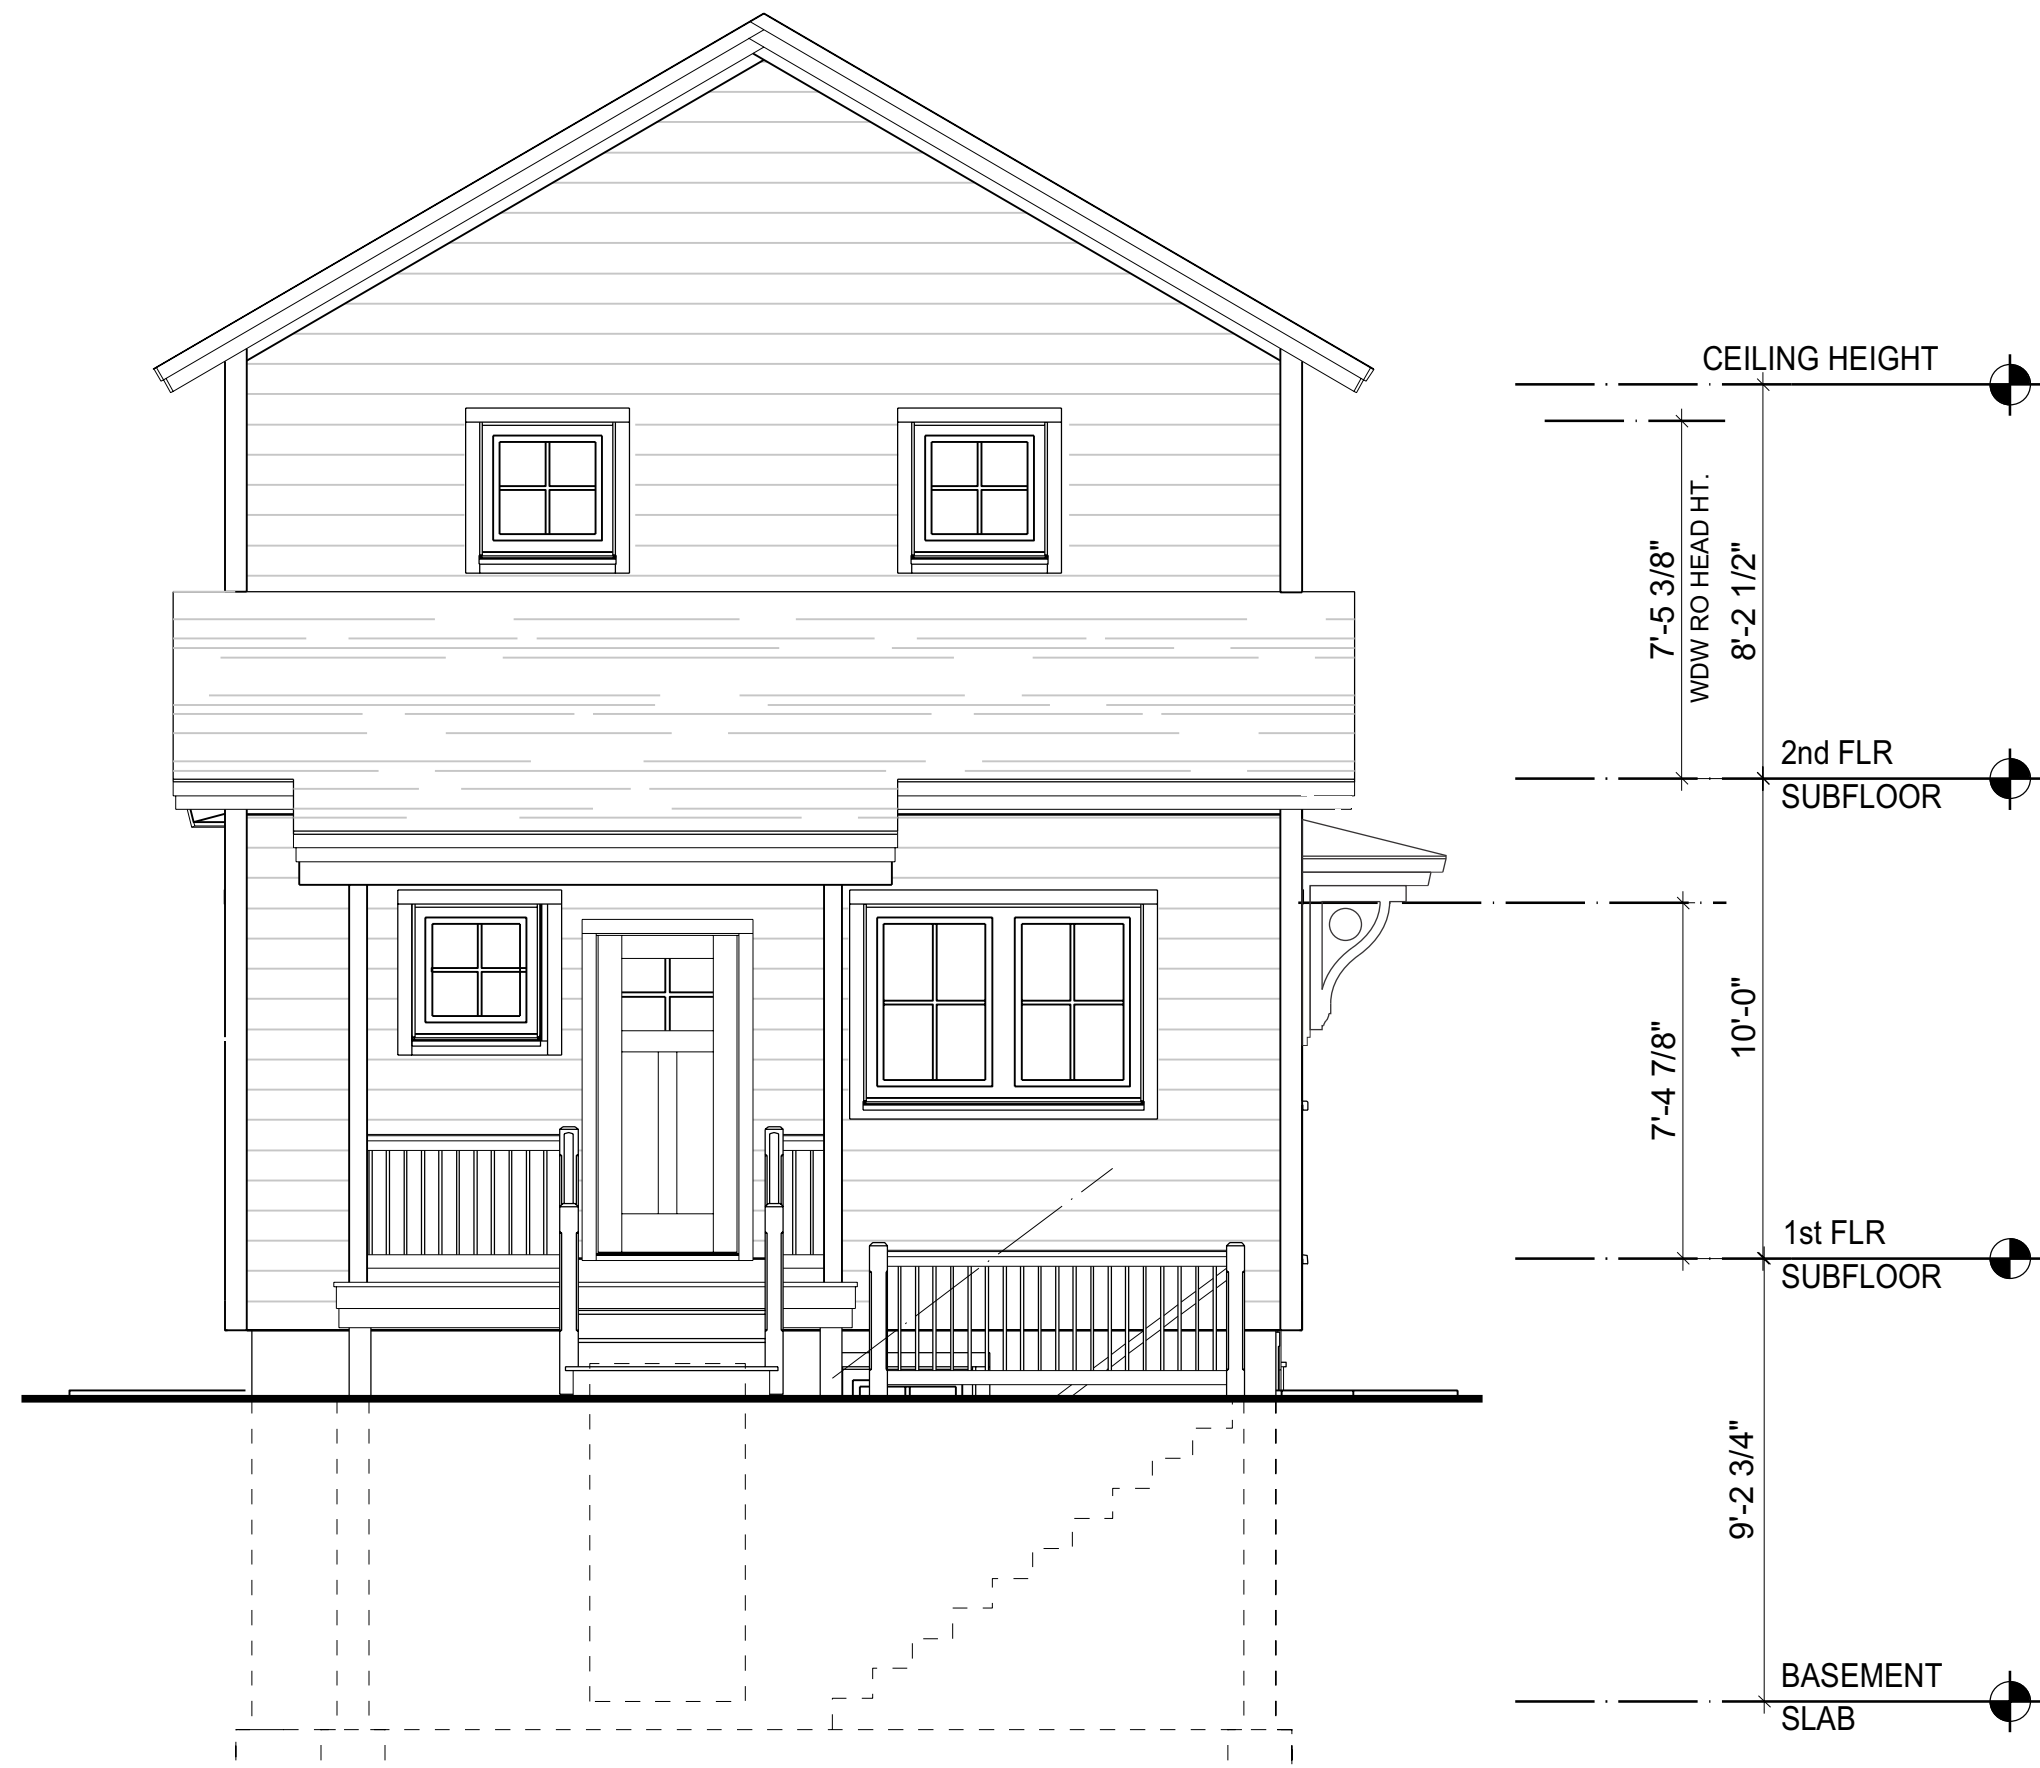 CEILING HEIGHT
7'-5 3/8"
WDW RO HEAD HT.
8'-2 1/2"
2nd FLR
SUBFLOOR
7'-4 7/8"
10'-0"
1st FLR
SUBFLOOR
9'-2 3/4"
BASEMENT
SLAB